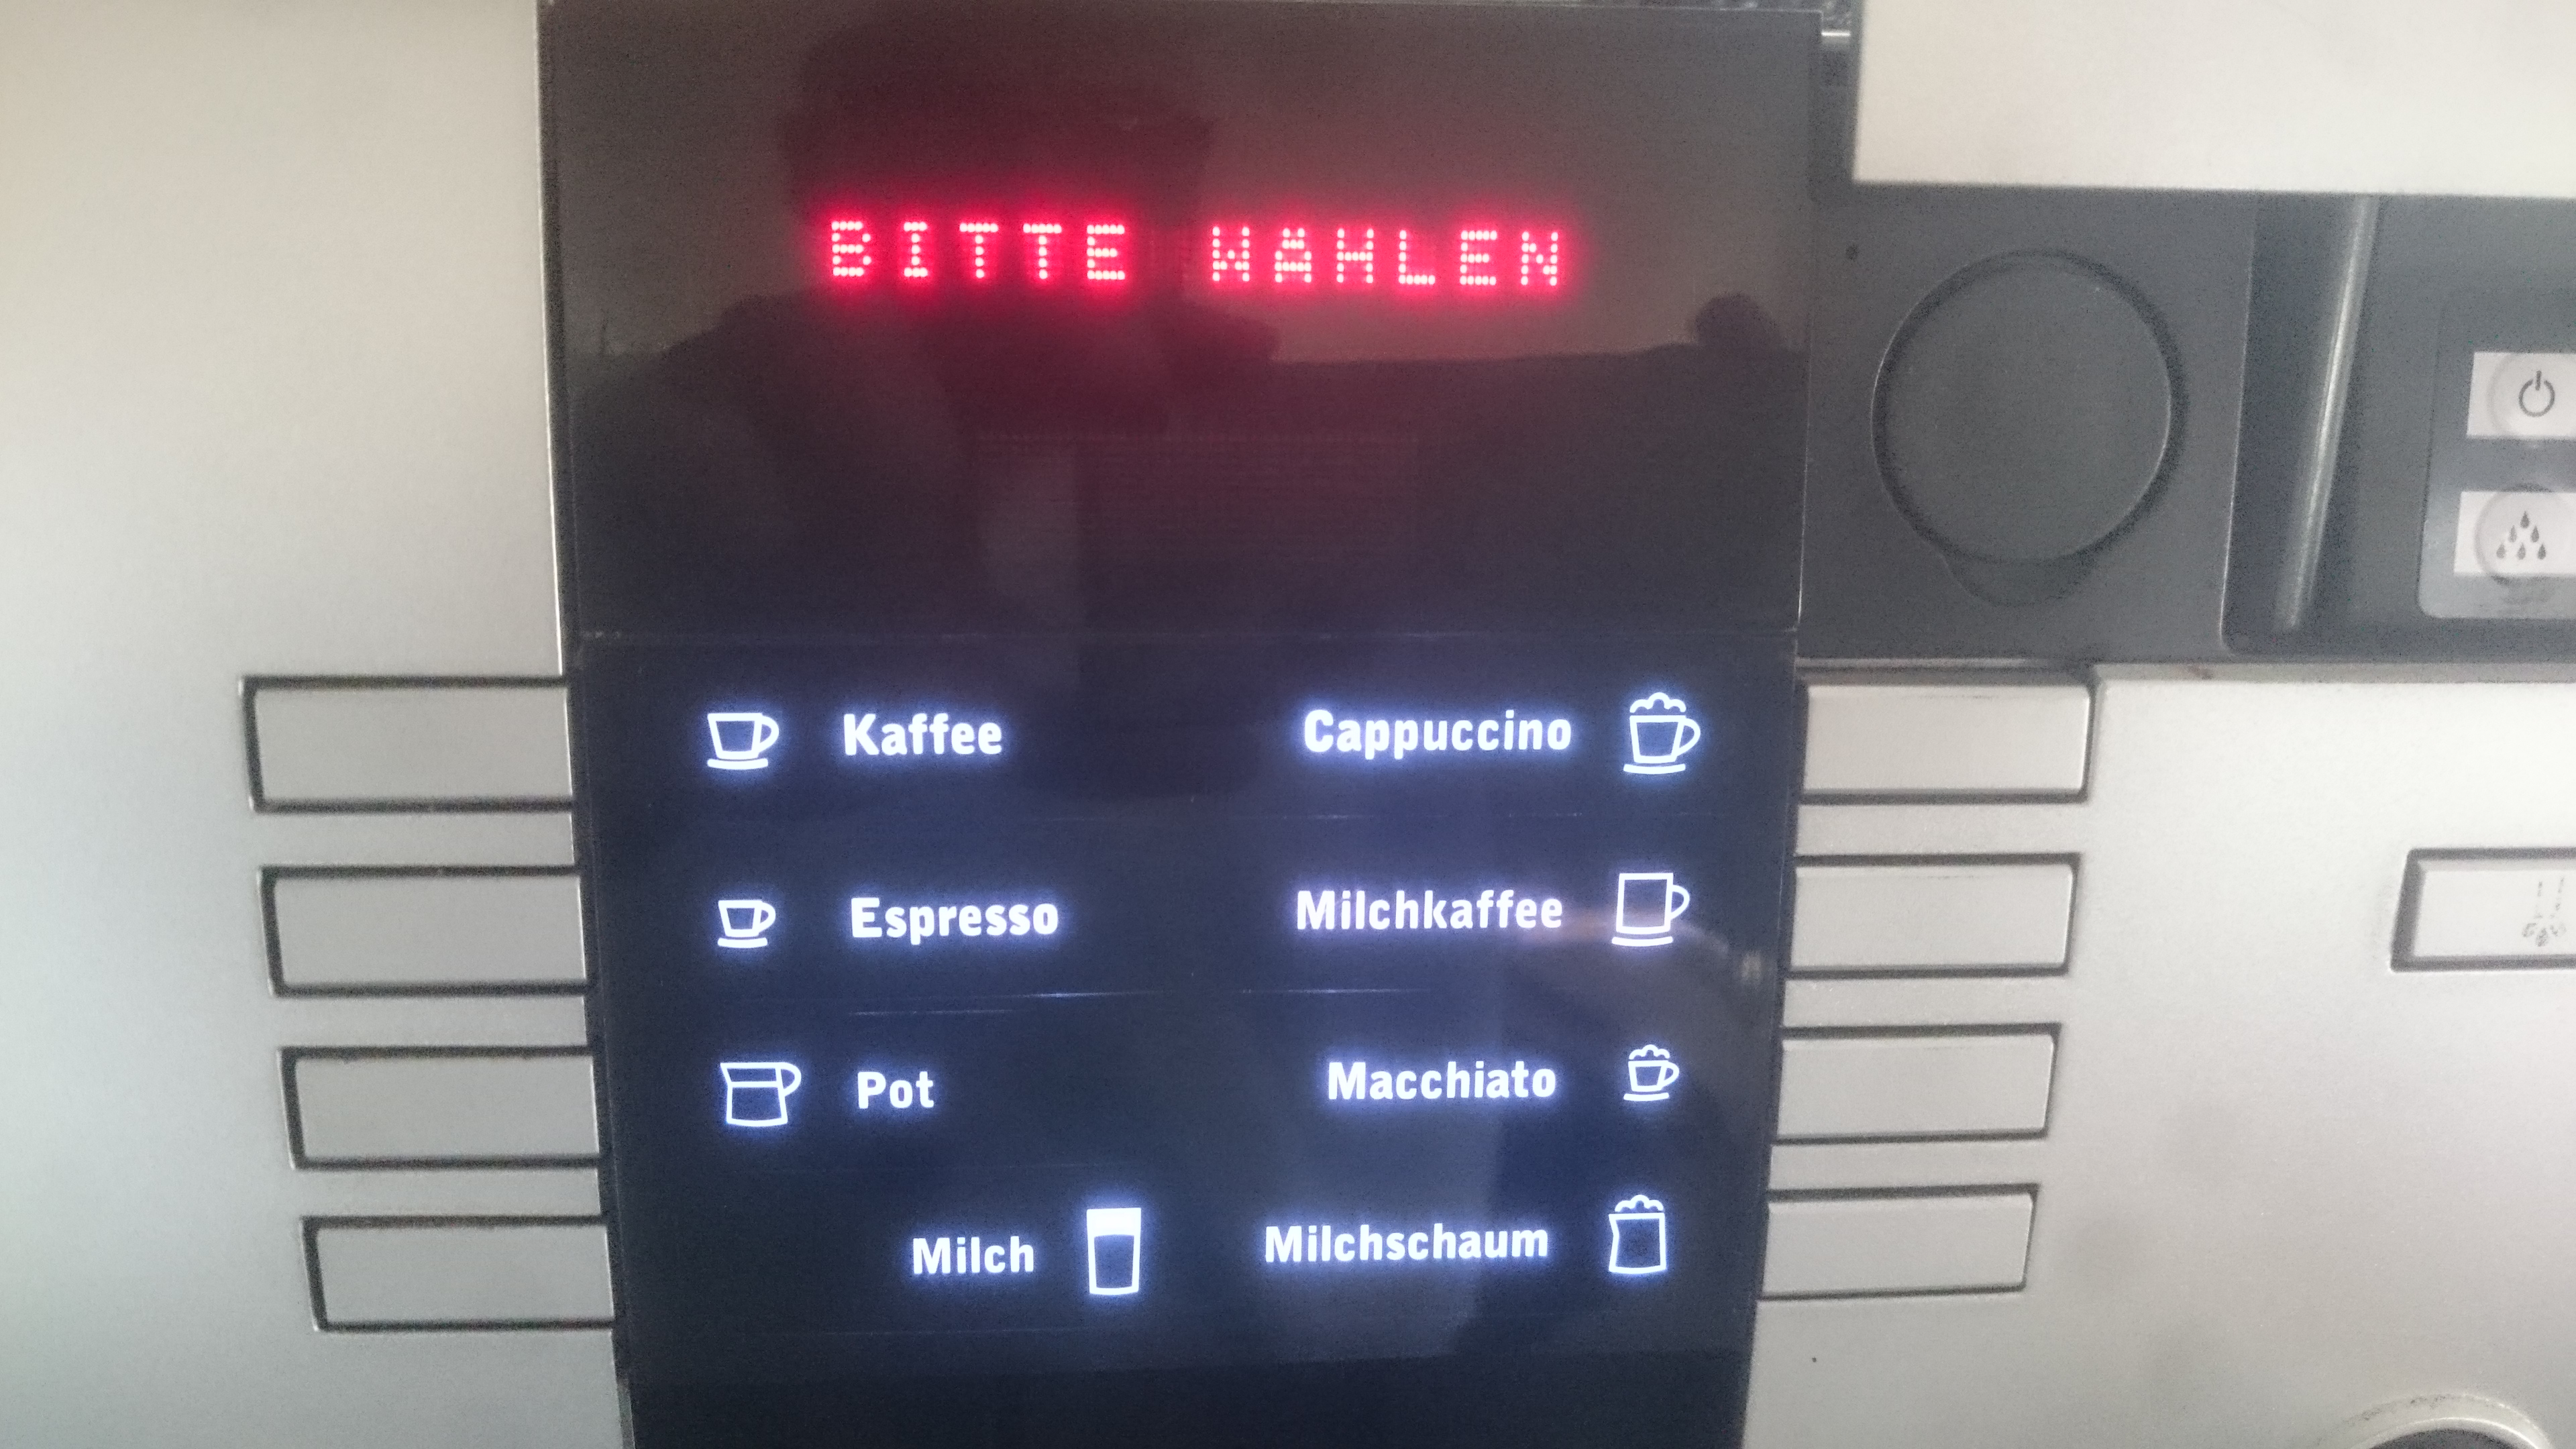 BITTE WAHLEN
Kaffee Cappuccino
Espresso Milchkaffee
Pot Macchiato
Milch Milchschaum